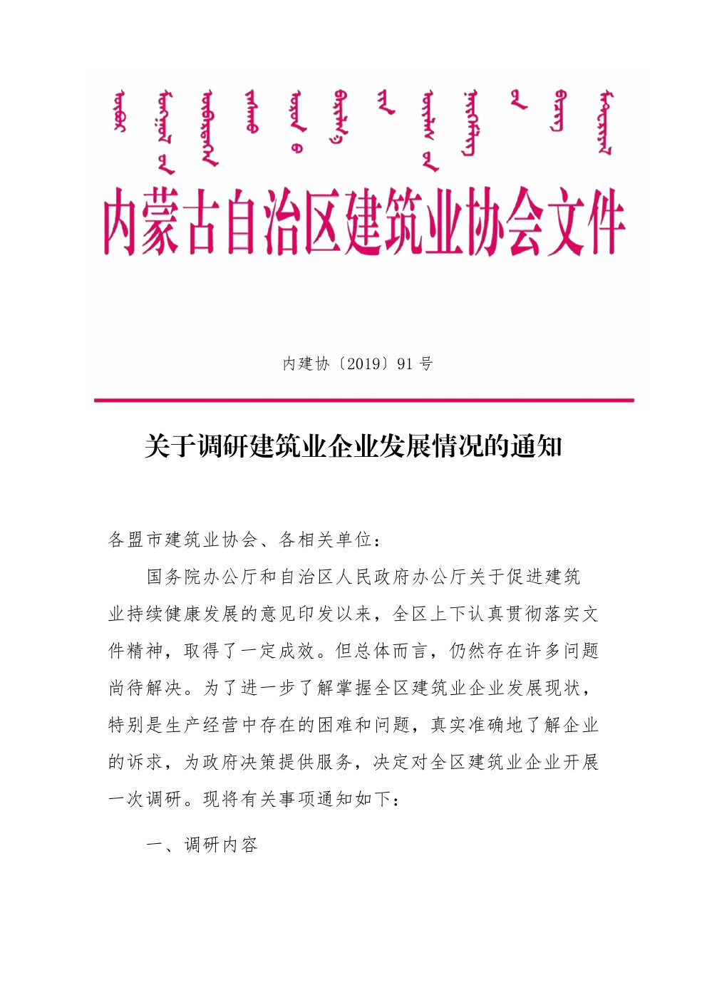 内蒙古自治区建筑业协会文件
内建协〔2019〕91 号
关于调研建筑业企业发展情况的通知
各盟市建筑业协会、各相关单位：
国务院办公厅和自治区人民政府办公厅关于促进建筑
业持续健康发展的意见印发以来，全区上下认真贯彻落实文
件精神，取得了一定成效。但总体而言，仍然存在许多问题
尚待解决。为了进一步了解掌握全区建筑业企业发展现状，
特别是生产经营中存在的困难和问题，真实准确地了解企业
的诉求，为政府决策提供服务，决定对全区建筑业企业开展
一次调研。现将有关事项通知如下：
一、调研内容